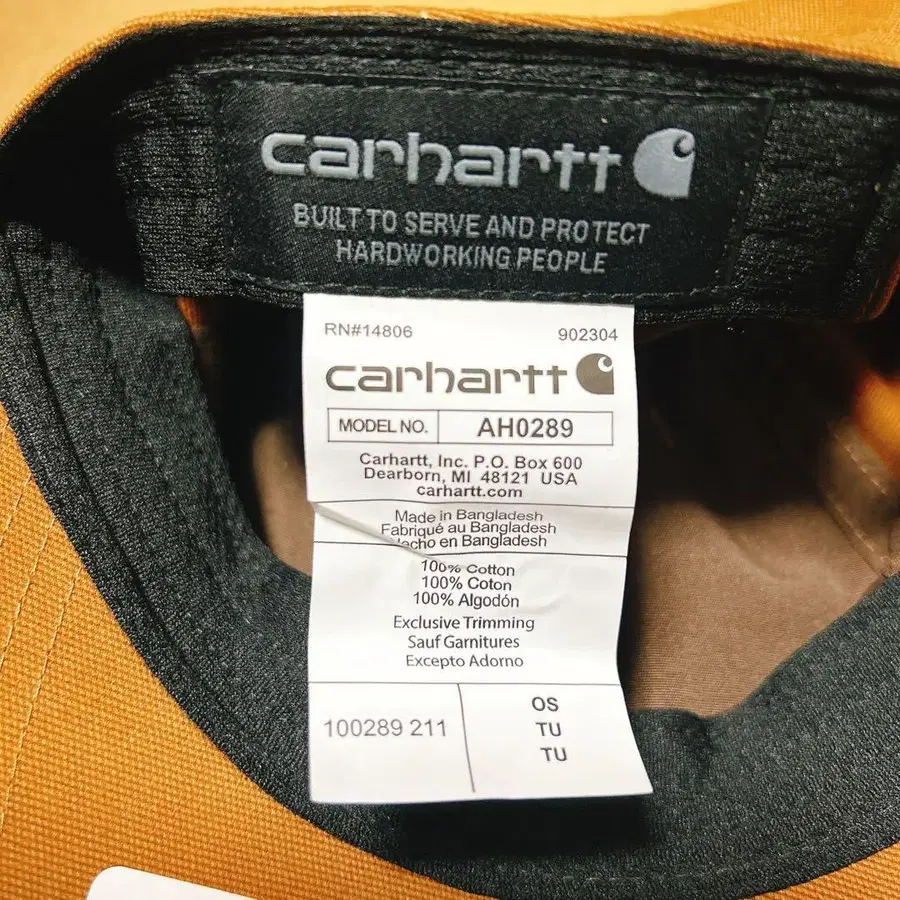 carhartt
BUILT TO SERVE AND PROTECT
HARDWORKING PEOPLE
RN#14806 902304
carhartt
MODEL NO. AH0289
Carhartt, Inc. P.O. Box 600
Dearborn, MI 48121 USA
carhartt.com
Made in Bangladesh
Fabriqué au Bangladesh
Hecho en Bangladesh
100% Cotton
100% Coton
100% Algodón
Exclusive Trimming
Sauf Garnitures
Excepto Adorno
100289 211 OS
TU
TU